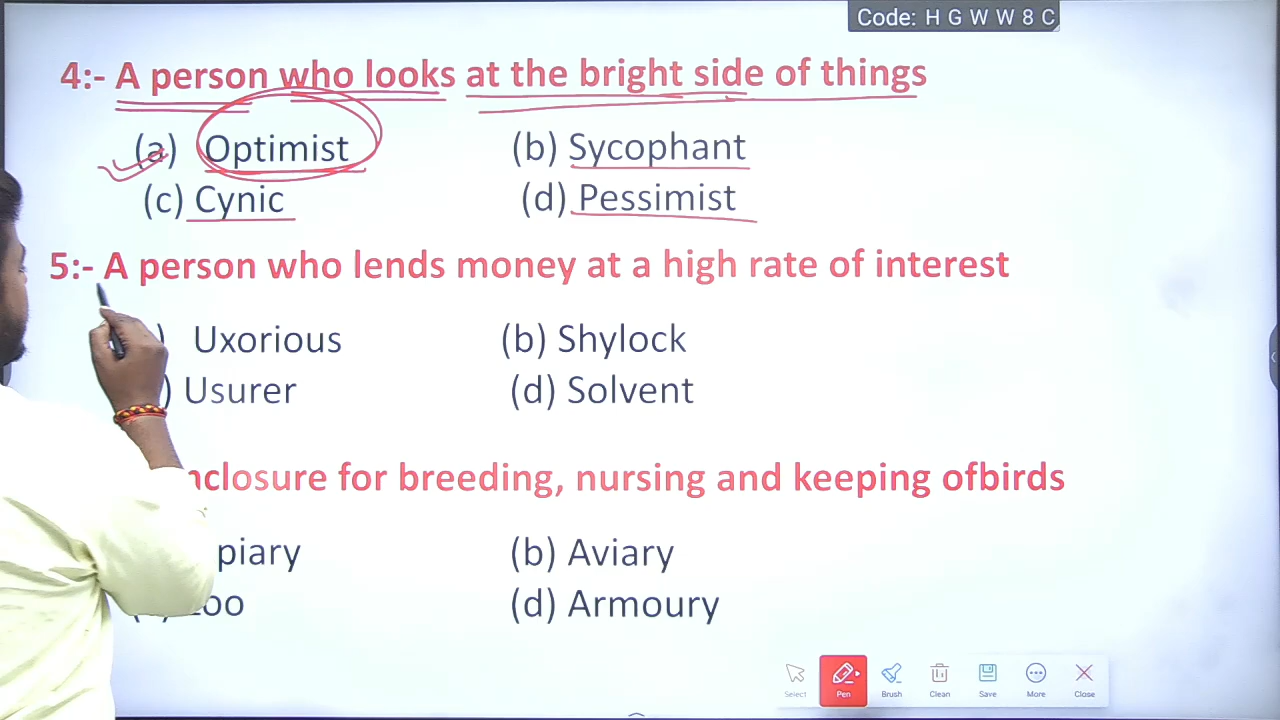 Code: H G W W 8 C
4:- A person who looks at the bright side of things
(a) Optimist (b) Sycophant
(c) Cynic (d) Pessimist
5:- A person who lends money at a high rate of interest
) Uxorious (b) Shylock
) Usurer (d) Solvent
nclosure for breeding, nursing and keeping ofbirds
piary (b) Aviary
zoo (d) Armoury
Select Pen Brush Clean Save More Close